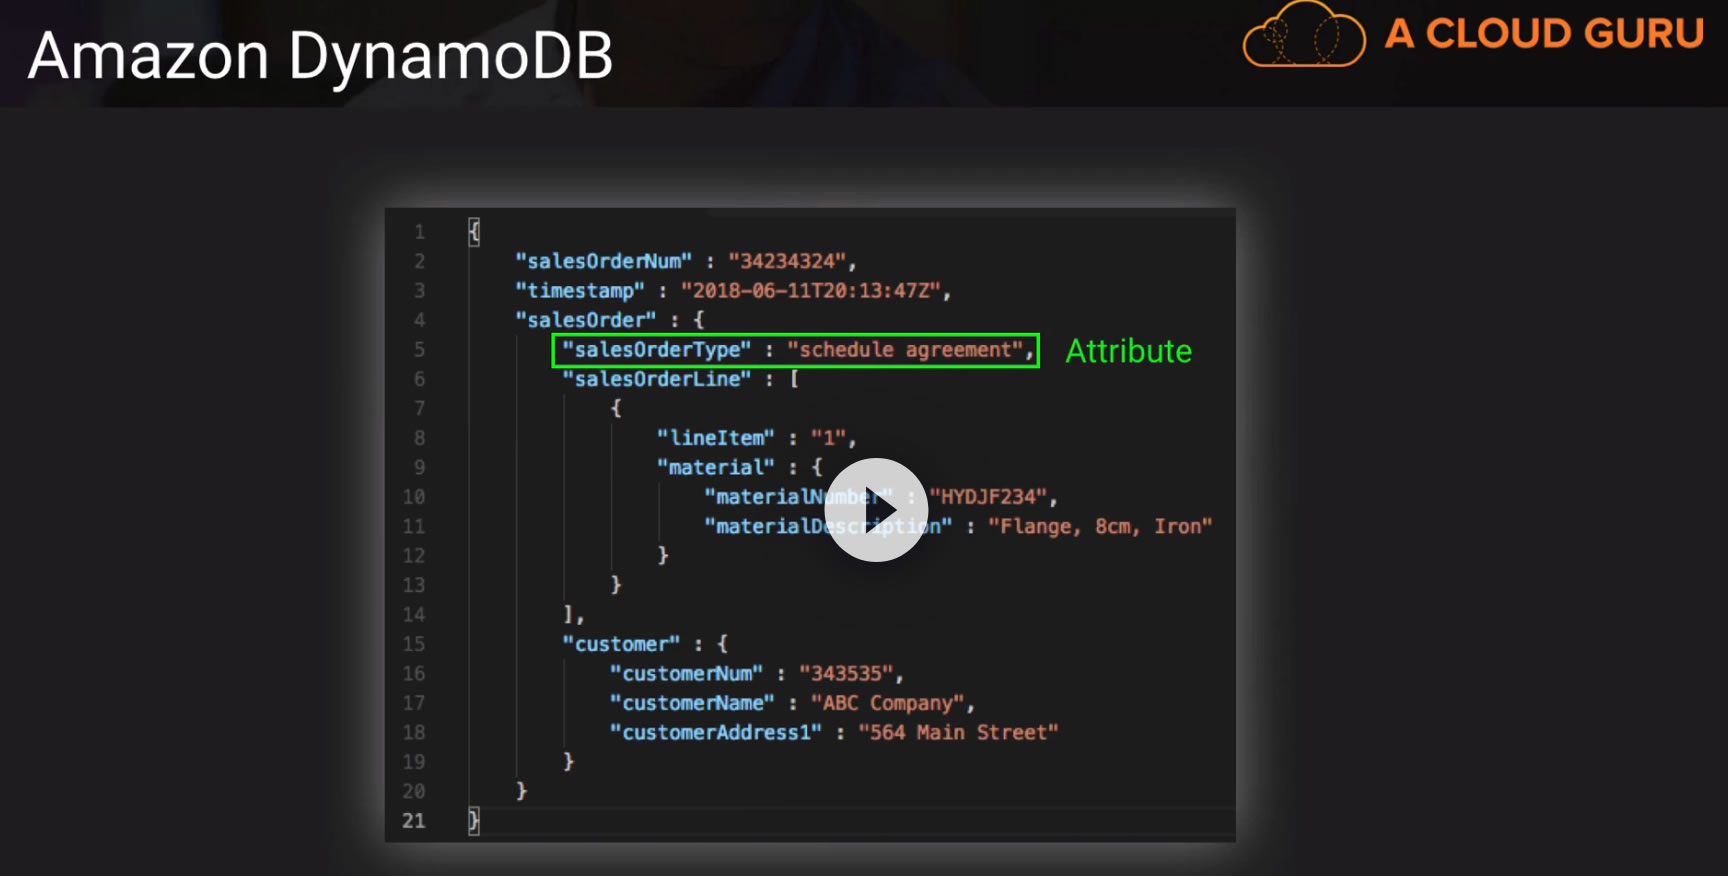 Amazon DynamoDB
A CLOUD GURU
1 {
2 "salesOrderNum" : "34234324",
3 "timestamp" : "2018-06-11T20:13:47Z",
4 "salesOrder" : {
5 "salesOrderType" : "schedule agreement", Attribute
6 "salesOrderLine" : [
7 {
8 "lineItem" : "1",
9 "material" : {
10 "materialNumber" : "HYDJF234",
11 "materialDescription" : "Flange, 8cm, Iron"
12 }
13 }
14 ],
15 "customer" : {
16 "customerNum" : "343535",
17 "customerName" : "ABC Company",
18 "customerAddress1" : "564 Main Street"
19 }
20 }
21 }